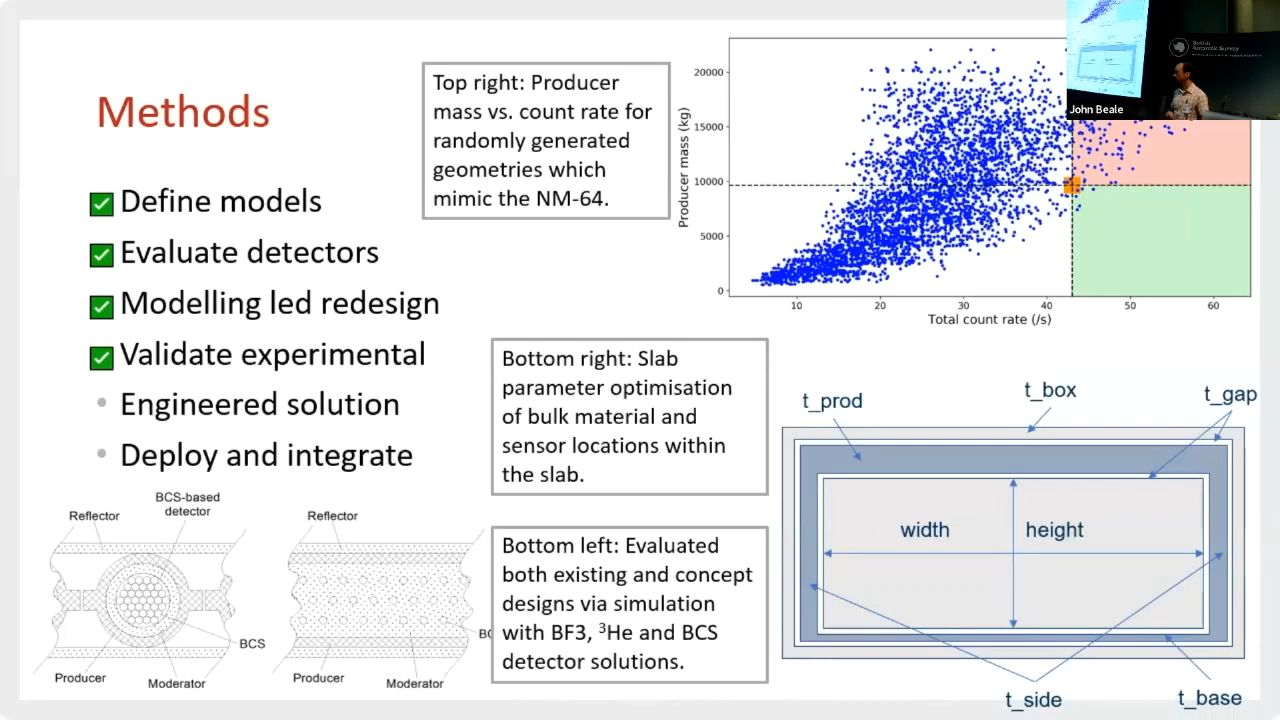 Methods
Define models
Evaluate detectors
Modelling led redesign
Validate experimental
Engineered solution
Deploy and integrate
Top right: Producer
mass vs. count rate for
randomly generated
geometries which
mimic the NM-64.
Producer mass (kg)
20000
15000
10000
5000
0
10 20 30 40 50 60
Total count rate (/s)
British
Antarctic Survey
John Beale
Bottom right: Slab
parameter optimisation
of bulk material and
sensor locations within
the slab.
t_prod
t_box
t_gap
width
height
t_side
t_base
BCS-based
detector
Reflector
BCS
Producer
Moderator
Reflector
Producer
Moderator
Bottom left: Evaluated
both existing and concept
designs via simulation
with BF3, ³He and BCS
detector solutions.